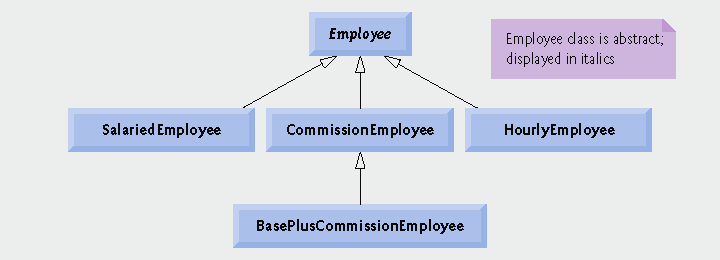 Employee
Employee class is abstract;
displayed in italics
SalariedEmployee
CommissionEmployee
HourlyEmployee
BasePlusCommissionEmployee